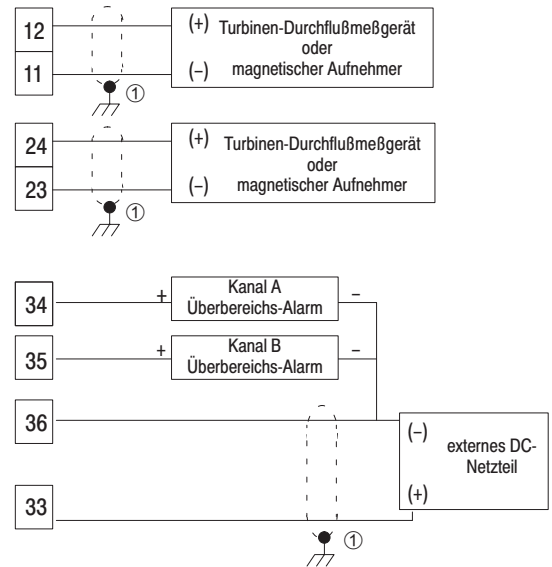 12
(+) Turbinen-Durchflußmeßgerät
oder
11
(–) magnetischer Aufnehmer
①
24
(+) Turbinen-Durchflußmeßgerät
oder
23
(–) magnetischer Aufnehmer
①
34
+
Kanal A
Überbereichs-Alarm
–
35
+
Kanal B
Überbereichs-Alarm
–
36
(–)
externes DC-
Netzteil
(+)
33
①